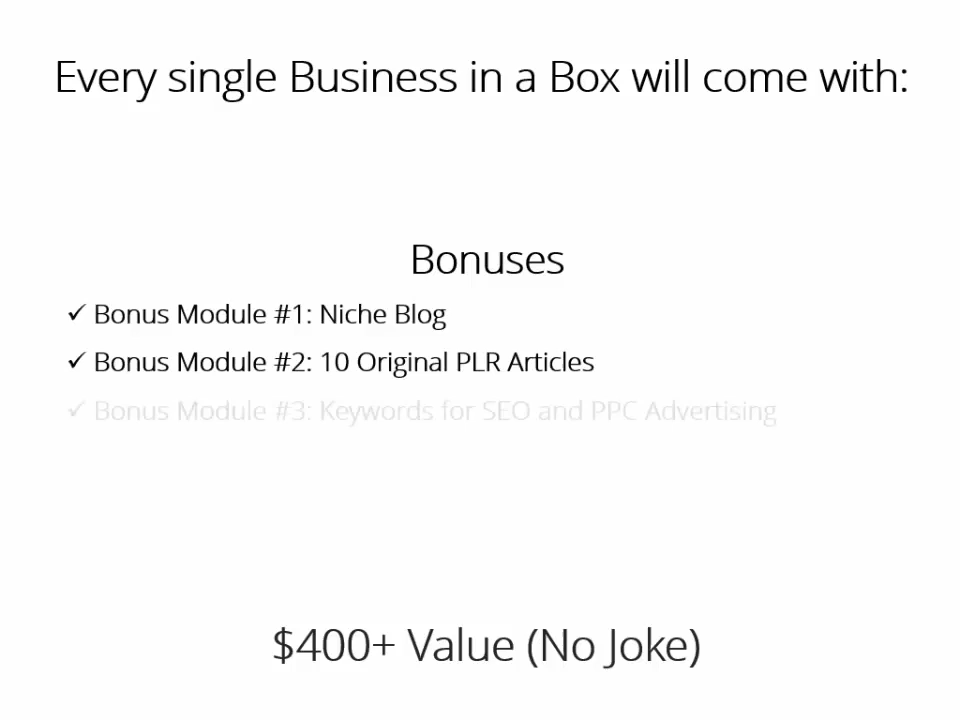 Every single Business in a Box will come with:
Bonuses
✓ Bonus Module #1: Niche Blog
✓ Bonus Module #2: 10 Original PLR Articles
✓ Bonus Module #3: Keywords for SEO and PPC Advertising
$400+ Value (No Joke)